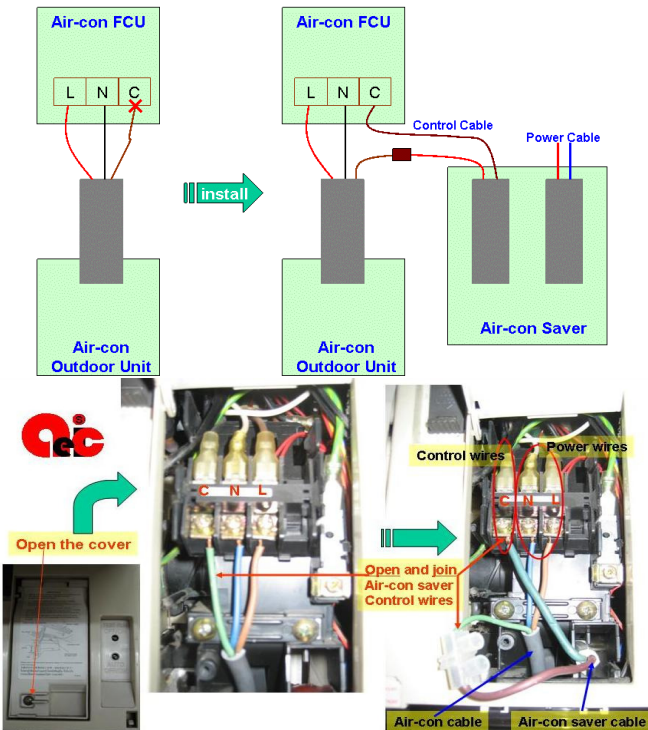 Air-con FCU
L N C
Air-con
Outdoor Unit
install
Air-con FCU
L N C
Control Cable
Power Cable
Air-con
Outdoor Unit
Air-con Saver
aeic
®
Open the cover
C N L
Open and join
Air-con saver
Control wires
Control wires
Power wires
C N L
Air-con cable
Air-con saver cable